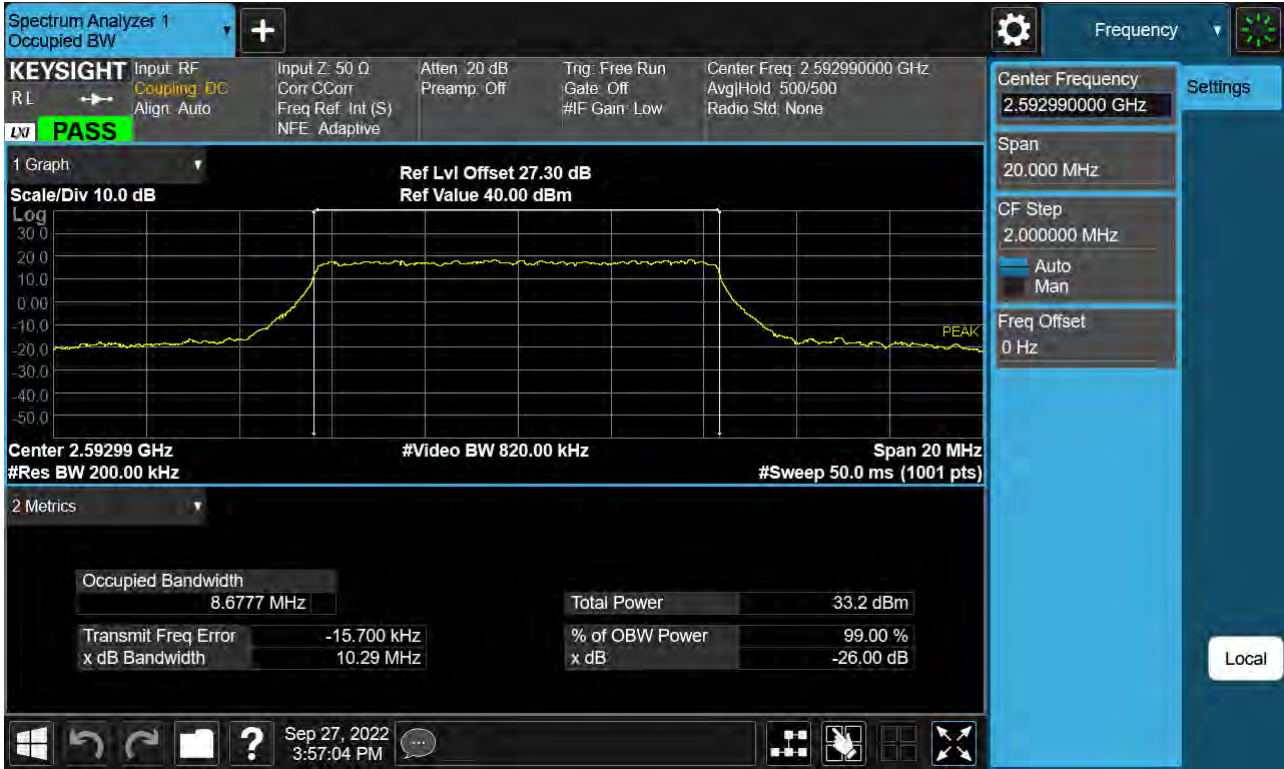 Spectrum Analyzer 1
Occupied BW
Frequency
KEYSIGHT
R L
LXI
PASS
Input: RF
Coupling: DC
Align: Auto
Input Z: 50 Ω
Corr CCorr
Freq Ref: Int (S)
NFE: Adaptive
Atten: 20 dB
Preamp: Off
Trig: Free Run
Gate: Off
#IF Gain: Low
Center Freq: 2.592990000 GHz
Avg|Hold: 500/500
Radio Std: None
Center Frequency
2.592990000 GHz
Settings
Span
20.000 MHz
CF Step
2.000000 MHz
Auto
Man
Freq Offset
0 Hz
1 Graph
Scale/Div 10.0 dB
Ref Lvl Offset 27.30 dB
Ref Value 40.00 dBm
Log
30.0
20.0
10.0
0.00
-10.0
-20.0
-30.0
-40.0
-50.0
PEAK
Center 2.59299 GHz
#Video BW 820.00 kHz
Span 20 MHz
#Res BW 200.00 kHz
#Sweep 50.0 ms (1001 pts)
2 Metrics
Occupied Bandwidth
8.6777 MHz
Total Power 33.2 dBm
Transmit Freq Error -15.700 kHz
% of OBW Power 99.00 %
x dB Bandwidth 10.29 MHz
x dB -26.00 dB
Local
Sep 27, 2022
3:57:04 PM